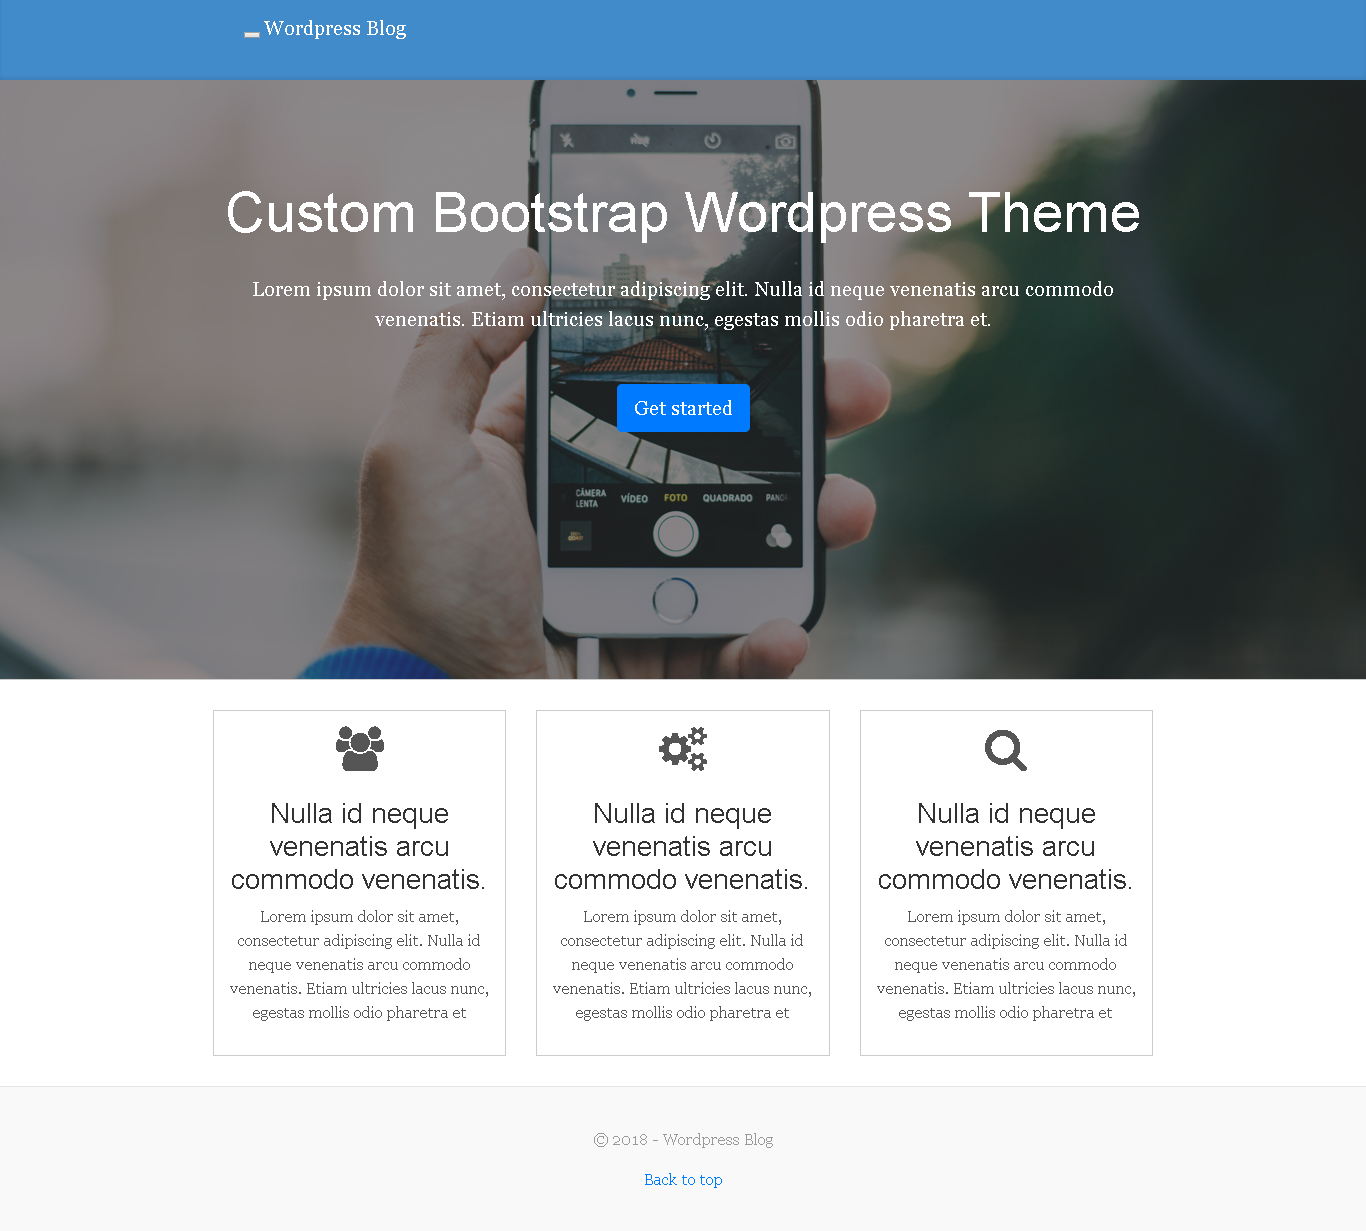 Wordpress Blog
Custom Bootstrap Wordpress Theme
Lorem ipsum dolor sit amet, consectetur adipiscing elit. Nulla id neque venenatis arcu commodo
venenatis. Etiam ultricies lacus nunc, egestas mollis odio pharetra et.
Get started
CÂMERA
LENTA
VÍDEO FOTO QUADRADO
Nulla id neque
venenatis arcu
commodo venenatis.
Lorem ipsum dolor sit amet,
consectetur adipiscing elit. Nulla id
neque venenatis arcu commodo
venenatis. Etiam ultricies lacus nunc,
egestas mollis odio pharetra et
Nulla id neque
venenatis arcu
commodo venenatis.
Lorem ipsum dolor sit amet,
consectetur adipiscing elit. Nulla id
neque venenatis arcu commodo
venenatis. Etiam ultricies lacus nunc,
egestas mollis odio pharetra et
Nulla id neque
venenatis arcu
commodo venenatis.
Lorem ipsum dolor sit amet,
consectetur adipiscing elit. Nulla id
neque venenatis arcu commodo
venenatis. Etiam ultricies lacus nunc,
egestas mollis odio pharetra et
© 2018 - Wordpress Blog
Back to top